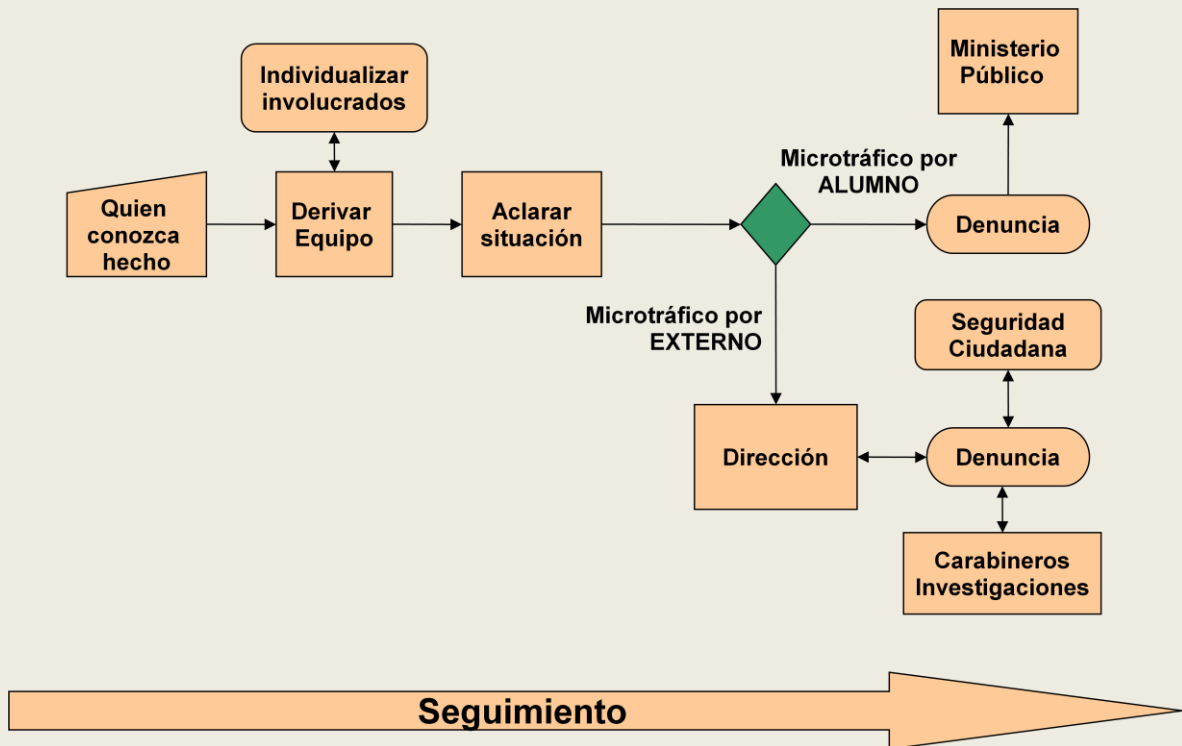 Ministerio
Público
Individualizar
involucrados
Microtráfico por
ALUMNO
Quien
conozca
hecho
Derivar
Equipo
Aclarar
situación
Denuncia
Microtráfico por
EXTERNO
Seguridad
Ciudadana
Dirección
Denuncia
Carabineros
Investigaciones
Seguimiento